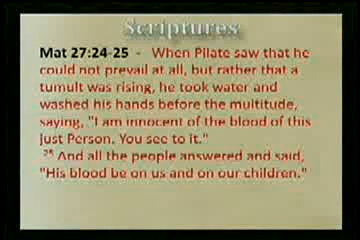 Scriptures
Mat 27:24-25 - When Pilate saw that he
could not prevail at all, but rather that a
tumult was rising, he took water and
washed his hands before the multitude,
saying, "I am innocent of the blood of this
just Person. You see to it."
25 And all the people answered and said,
"His blood be on us and on our children."